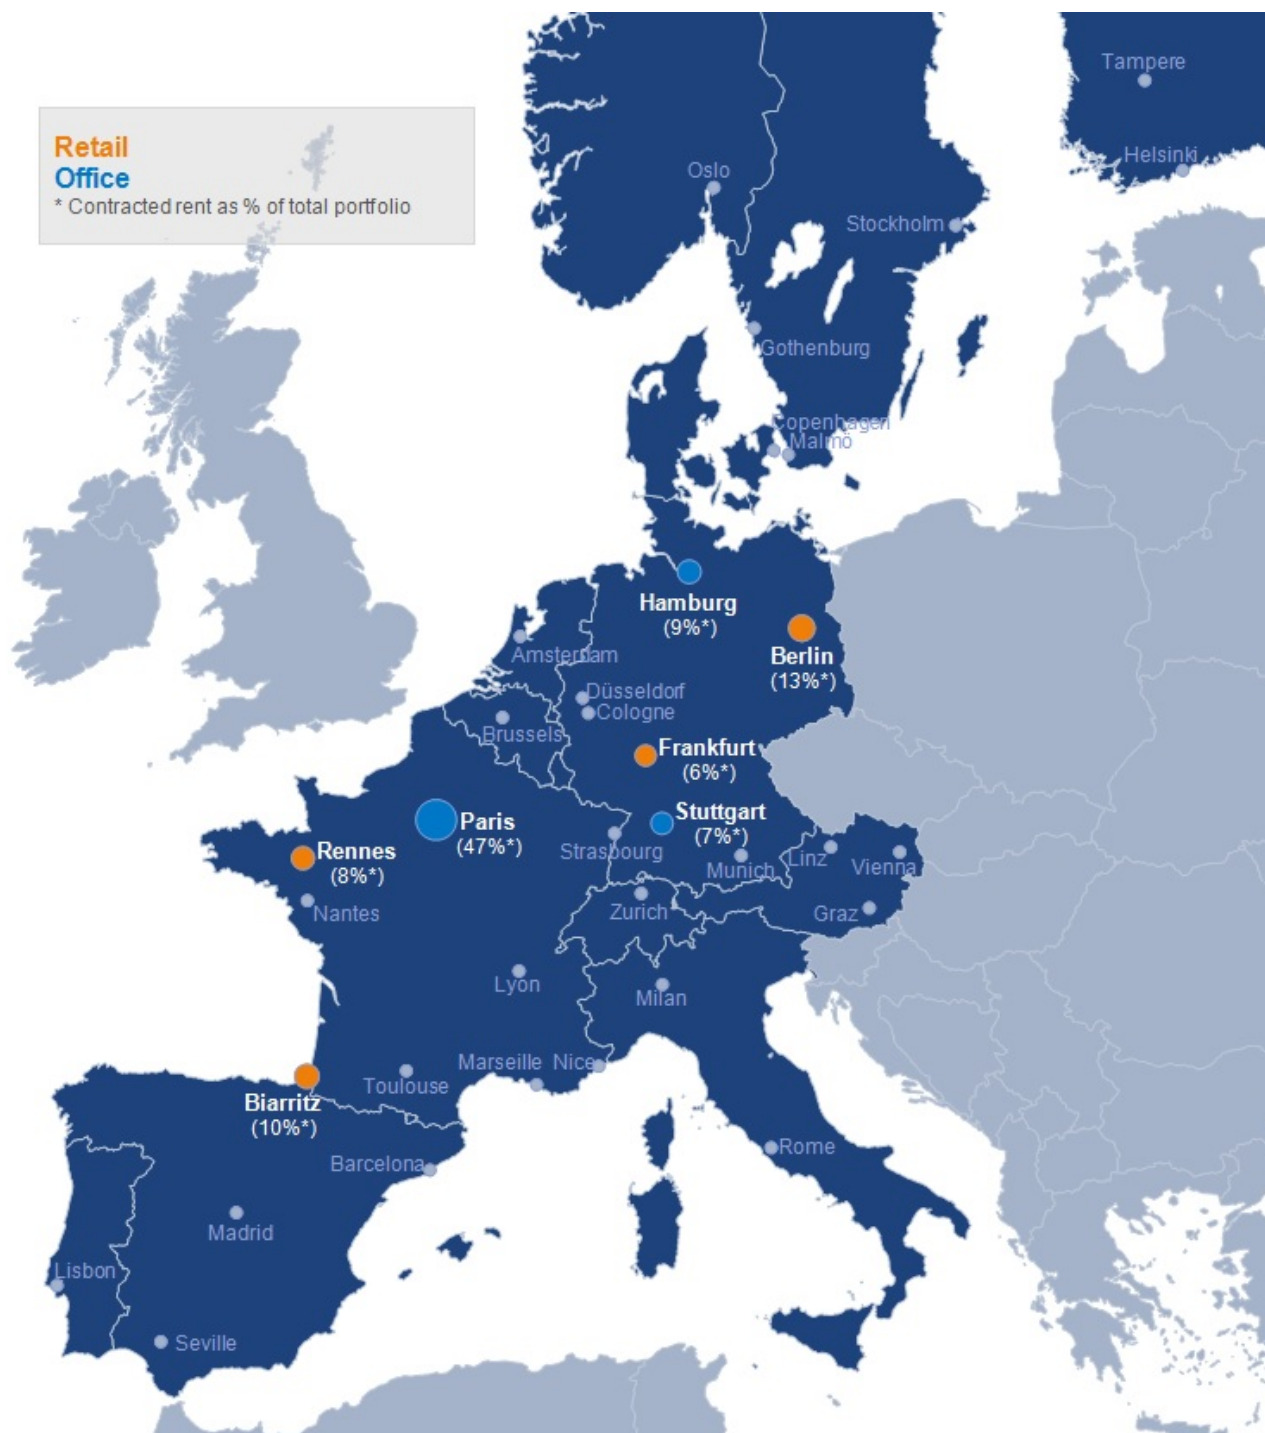 Retail
Office
* Contracted rent as % of total portfolio
Tampere
Helsinki
Oslo
Stockholm
Gothenburg
Copenhagen
Malmö
Hamburg
(9%*)
Berlin
(13%*)
Amsterdam
Düsseldorf
Cologne
Brussels
Frankfurt
(6%*)
Stuttgart
(7%*)
Paris
(47%*)
Rennes
(8%*)
Strasbourg
Munich
Linz
Vienna
Nantes
Zurich
Graz
Lyon
Milan
Marseille
Nice
Toulouse
Biarritz
(10%*)
Barcelona
Rome
Madrid
Lisbon
Seville